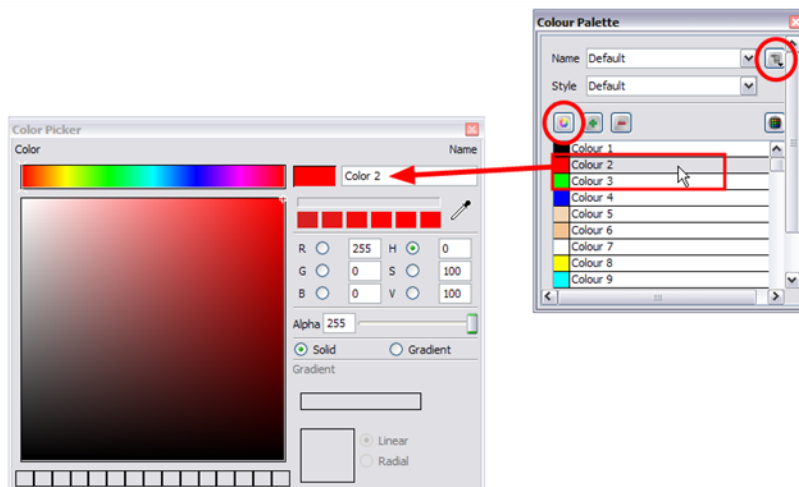 Colour Palette
Name Default
Style Default
Colour 1
Colour 2
Colour 3
Colour 4
Colour 5
Colour 6
Colour 7
Colour 8
Colour 9
Color Picker
Color Name
Color 2
R 255 H 0
G 0 S 100
B 0 V 100
Alpha 255
Solid Gradient
Gradient
Linear
Radial